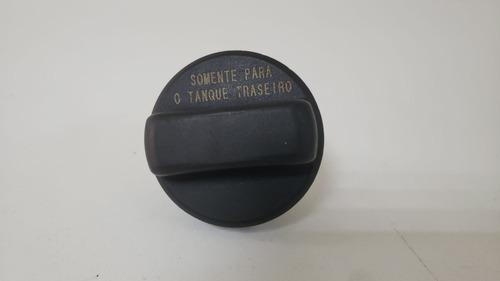 SOMENTE PARA
O TANQUE TRASEIRO